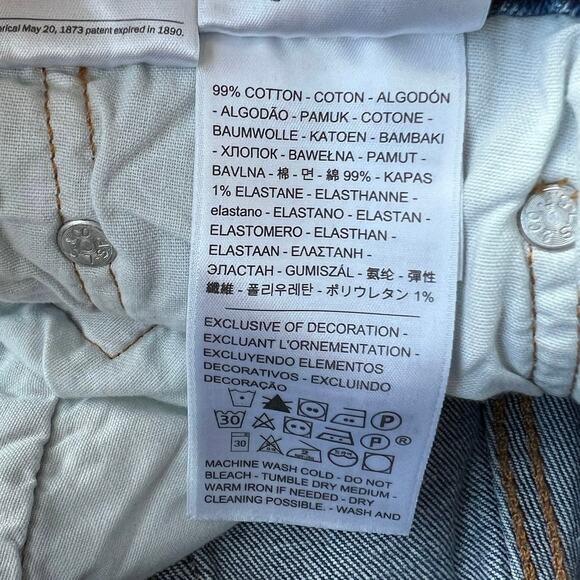 rical May 20, 1873 patent expired in 1890.
99% COTTON - COTON - ALGODÓN
- ALGODÃO - PAMUK - COTONE -
BAUMWOLLE - KATOEN - BAMBAKI
- ХЛОПОК - BAWEŁNA - PAMUT -
BAVLNA - 棉 - 면 - 綿 99% - KAPAS
1% ELASTANE - ELASTHANNE -
elastano - ELASTANO - ELASTAN -
ELASTOMERO - ELASTHAN -
ELASTAAN - ΕΛΑΣΤΑΝΗ -
ЭЛАСТАН - GUMISZÁL - 氨纶 - 彈性
纖維 - 폴리우레탄 - ポリウレタン 1%
EXCLUSIVE OF DECORATION -
EXCLUANT L'ORNEMENTATION -
EXCLUYENDO ELEMENTOS
DECORATIVOS - EXCLUINDO
DECORAÇÃO
30 P
30 P ®
MACHINE WASH COLD - DO NOT
BLEACH - TUMBLE DRY MEDIUM -
WARM IRON IF NEEDED - DRY
CLEANING POSSIBLE. - WASH AND